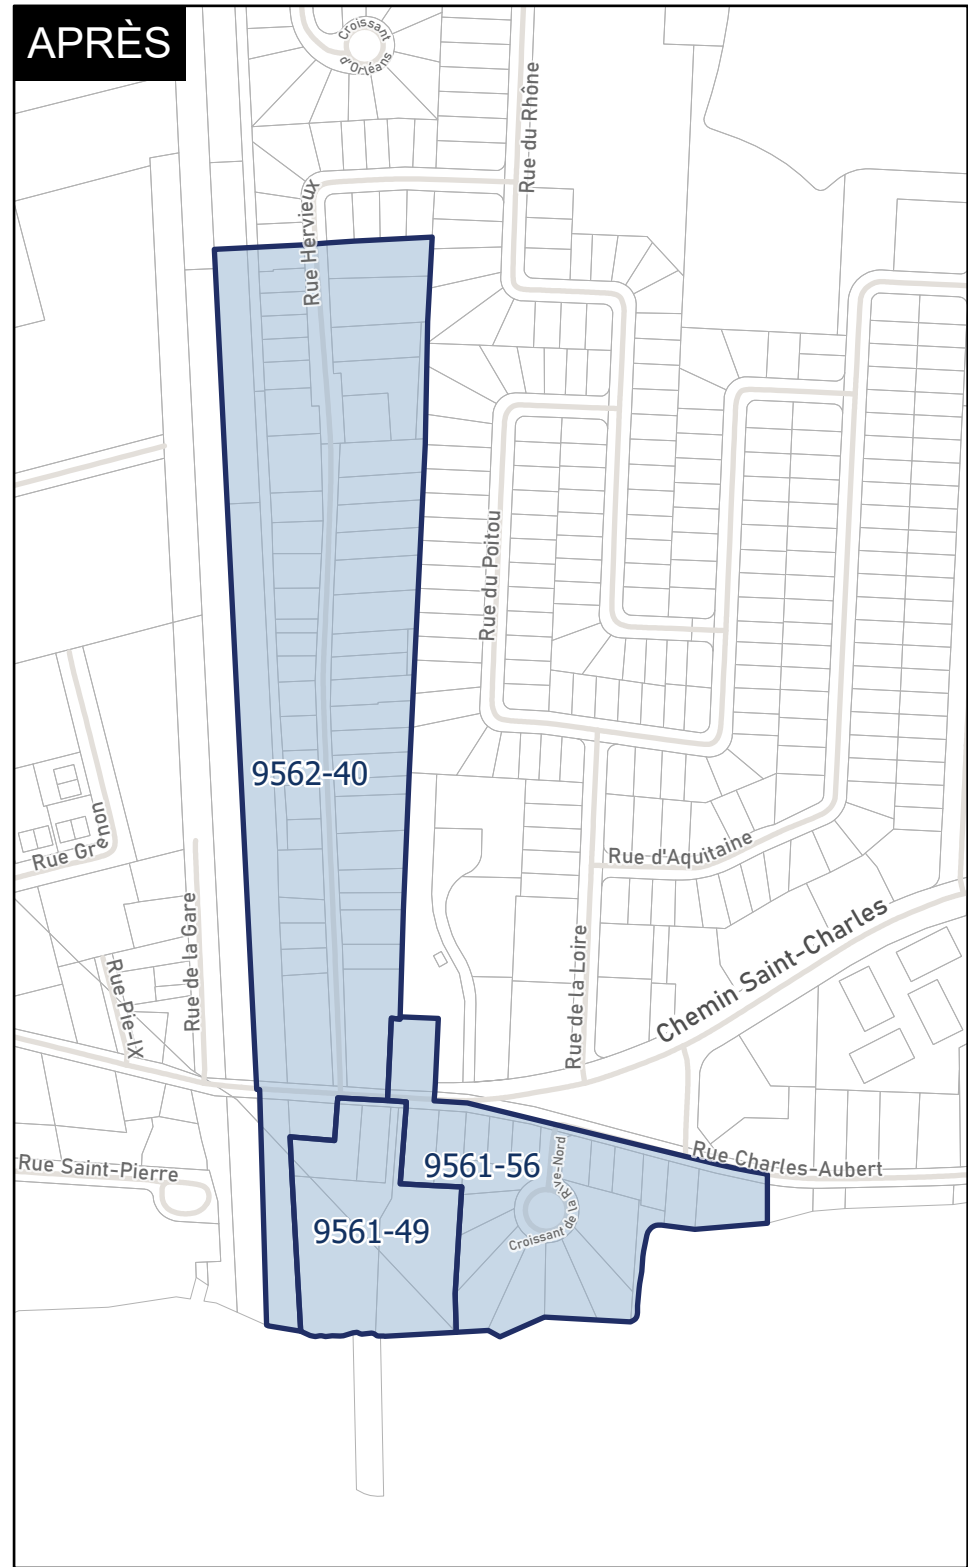 APRÈS
Croissant
d'Orléans
Rue du Rhône
Rue Hervieux
Rue du Poitou
9562-40
Rue Grenon
Rue d'Aquitaine
Rue de la Gare
Chemin Saint-Charles
Rue de la Loire
Rue Pie-IX
Rue Saint-Pierre
9561-56
Rue Charles-Aubert
Croissant de la Rive-Nord
9561-49